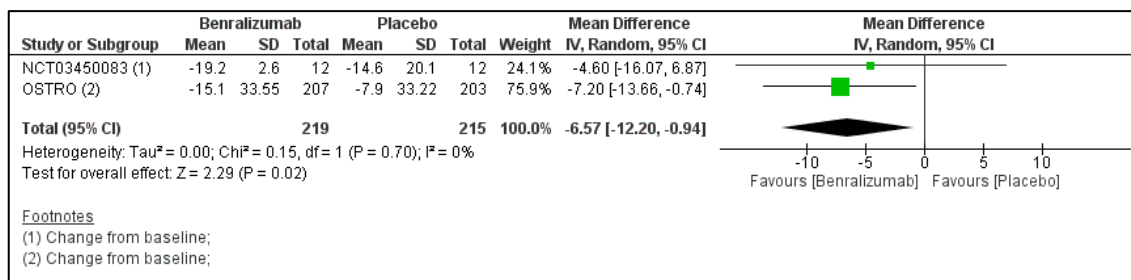 Benralizumab Placebo Mean Difference Mean Difference
Study or Subgroup Mean SD Total Mean SD Total Weight IV, Random, 95% CI IV, Random, 95% CI
NCT03450083 (1) -19.2 2.6 12 -14.6 20.1 12 24.1% -4.60 [-16.07, 6.87]
OSTRO (2) -15.1 33.55 207 -7.9 33.22 203 75.9% -7.20 [-13.66, -0.74]
Total (95% CI) 219 215 100.0% -6.57 [-12.20, -0.94]
Heterogeneity: Tau² = 0.00; Chi² = 0.15, df = 1 (P = 0.70); I² = 0%
Test for overall effect: Z = 2.29 (P = 0.02)
-10 -5 0 5 10
Favours [Benralizumab] Favours [Placebo]
Footnotes
(1) Change from baseline;
(2) Change from baseline;